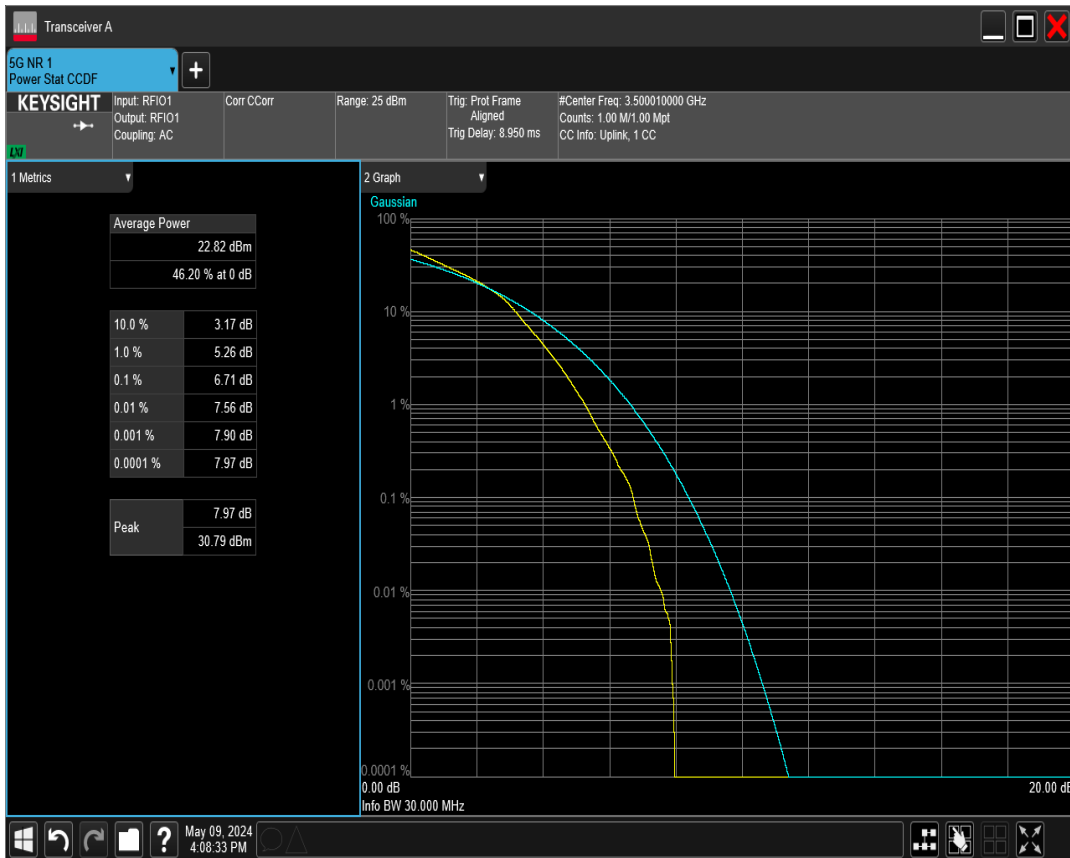 Transceiver A
5G NR 1
Power Stat CCDF
KEYSIGHT
LXI
Input: RFIO1
Output: RFIO1
Coupling: AC
Corr CCorr
Range: 25 dBm
Trig: Prot Frame
Aligned
Trig Delay: 8.950 ms
#Center Freq: 3.500010000 GHz
Counts: 1.00 M/1.00 Mpt
CC Info: Uplink, 1 CC
1 Metrics
Average Power
22.82 dBm
46.20 % at 0 dB
10.0 % 3.17 dB
1.0 % 5.26 dB
0.1 % 6.71 dB
0.01 % 7.56 dB
0.001 % 7.90 dB
0.0001 % 7.97 dB
Peak
7.97 dB
30.79 dBm
2 Graph
Gaussian
100 %
10 %
1 %
0.1 %
0.01 %
0.001 %
0.0001 %
0.00 dB
20.00 dB
Info BW 30.000 MHz
?
May 09, 2024
4:08:33 PM